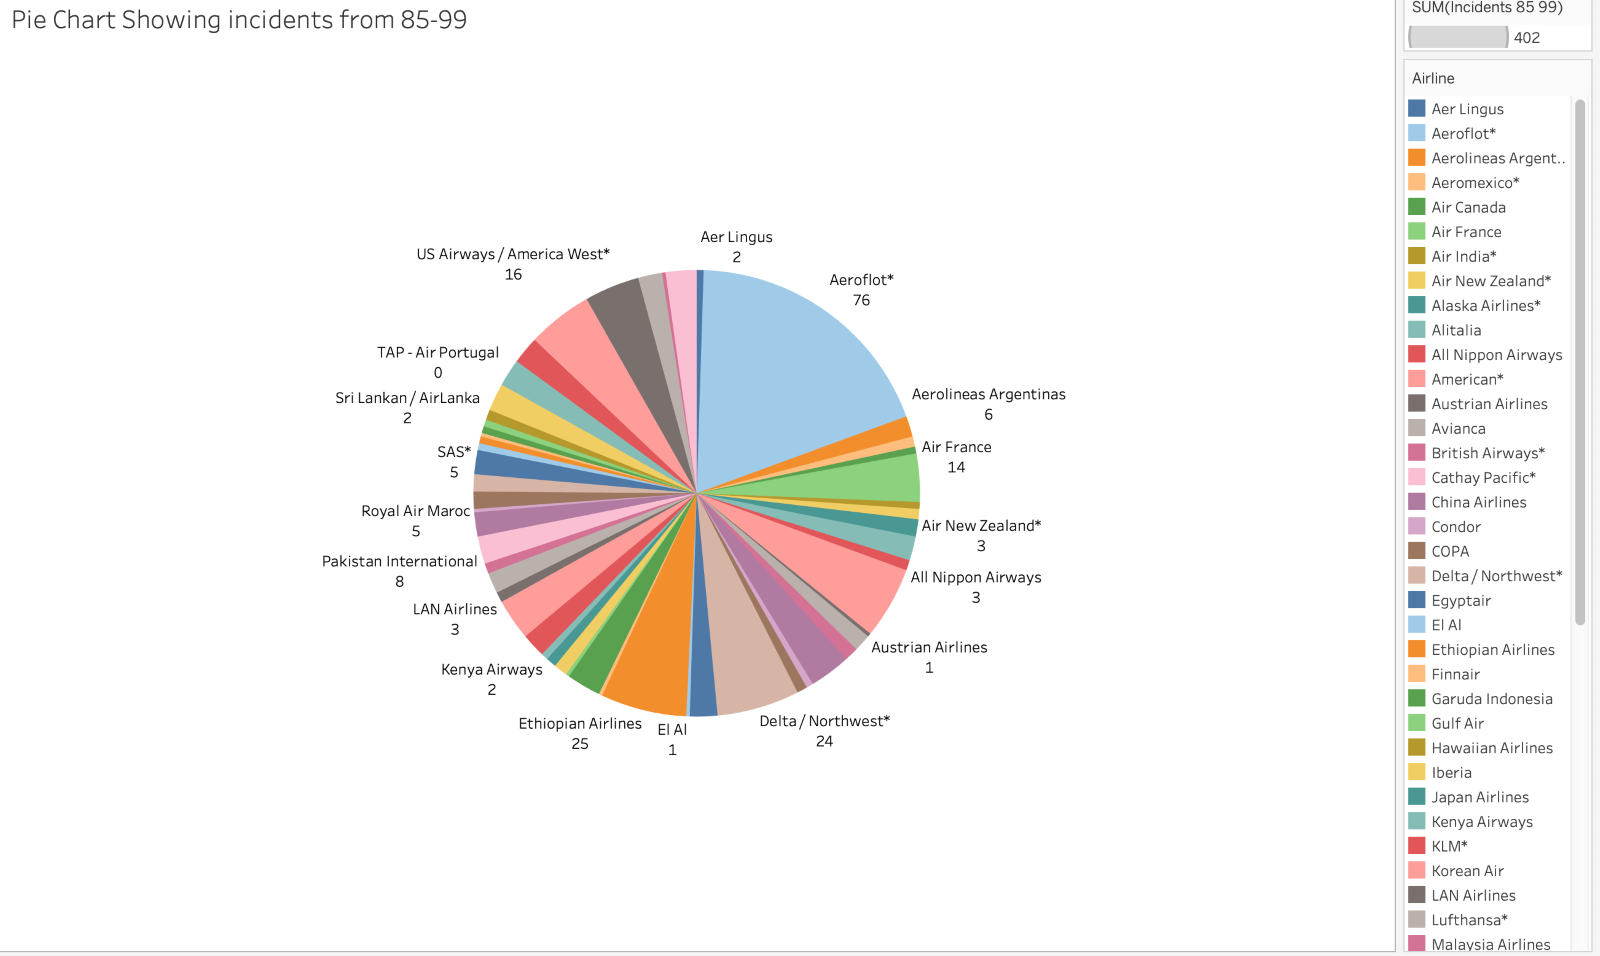 Pie Chart Showing incidents from 85-99
US Airways / America West*
16
Aer Lingus
2
Aeroflot*
76
Aerolineas Argentinas
6
Air France
14
Air New Zealand*
3
All Nippon Airways
3
Austrian Airlines
1
Delta / Northwest*
24
El Al
1
Ethiopian Airlines
25
Kenya Airways
2
LAN Airlines
3
Pakistan International
8
Royal Air Maroc
5
SAS*
5
Sri Lankan / AirLanka
2
TAP - Air Portugal
0
SUM(Incidents 85 99)
402
Airline
Aer Lingus
Aeroflot*
Aerolineas Argent..
Aeromexico*
Air Canada
Air France
Air India*
Air New Zealand*
Alaska Airlines*
Alitalia
All Nippon Airways
American*
Austrian Airlines
Avianca
British Airways*
Cathay Pacific*
China Airlines
Condor
COPA
Delta / Northwest*
Egyptair
El Al
Ethiopian Airlines
Finnair
Garuda Indonesia
Gulf Air
Hawaiian Airlines
Iberia
Japan Airlines
Kenya Airways
KLM*
Korean Air
LAN Airlines
Lufthansa*
Malaysia Airlines